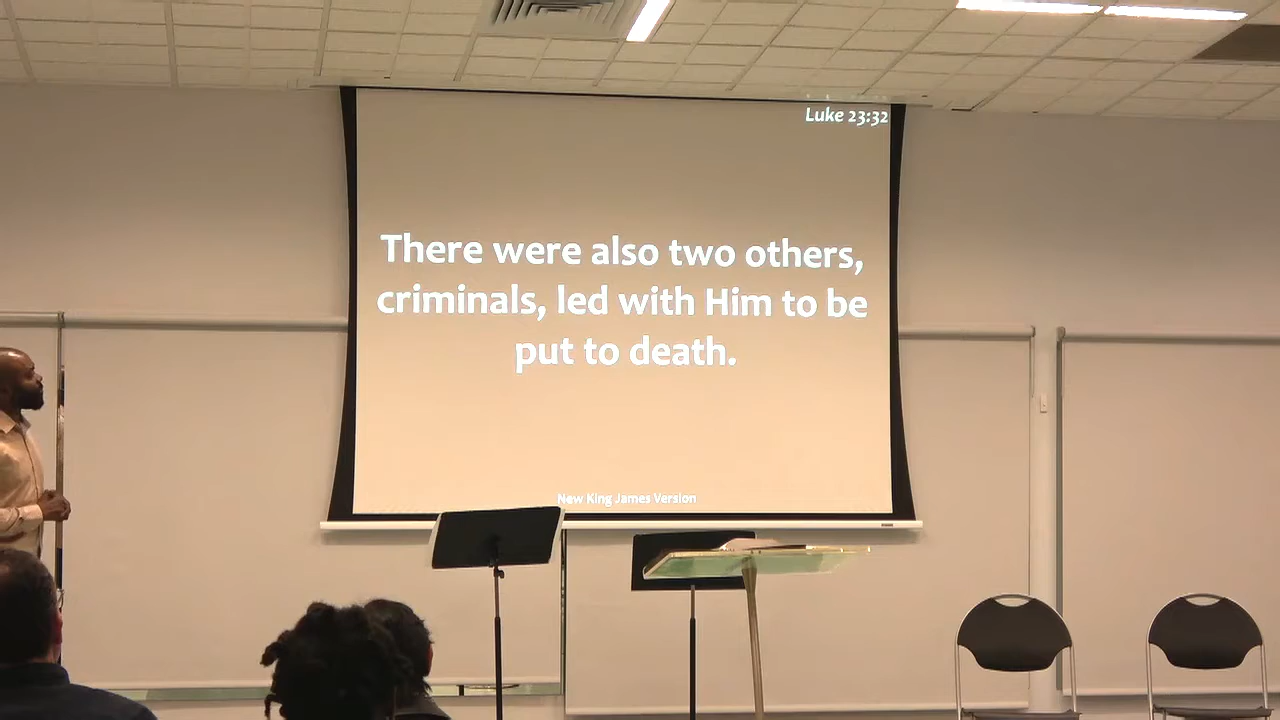 Luke 23:32
There were also two others,
criminals, led with Him to be
put to death.
New King James Version